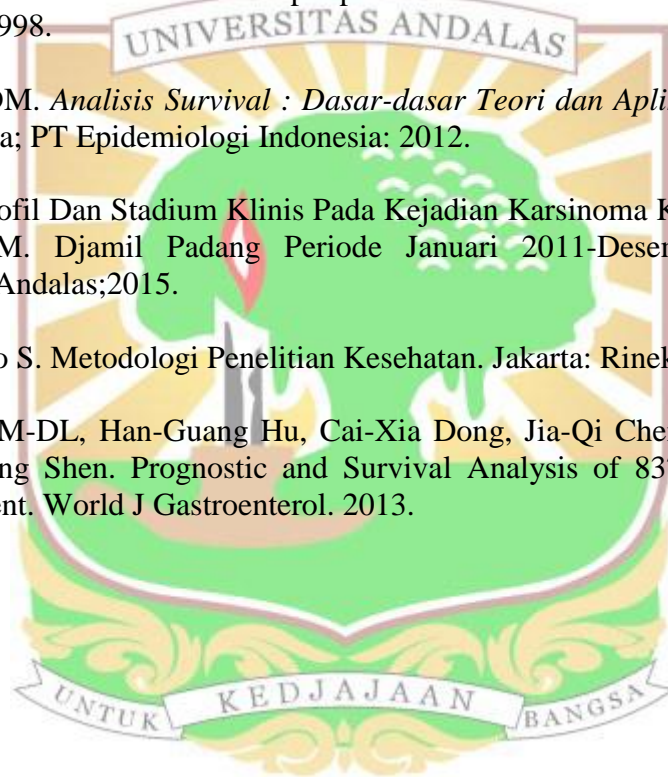 998.
UNIVERSITAS ANDALAS
DM. Analisis Survival : Dasar-dasar Teori dan Apli
a; PT Epidemiologi Indonesia: 2012.
ofil Dan Stadium Klinis Pada Kejadian Karsinoma K
M. Djamil Padang Periode Januari 2011-Desem
Andalas;2015.
o S. Metodologi Penelitian Kesehatan. Jakarta: Rinek
M-DL, Han-Guang Hu, Cai-Xia Dong, Jia-Qi Che
ng Shen. Prognostic and Survival Analysis of 83
ent. World J Gastroenterol. 2013.
UNTUK KEDJAJAAN BANGSA